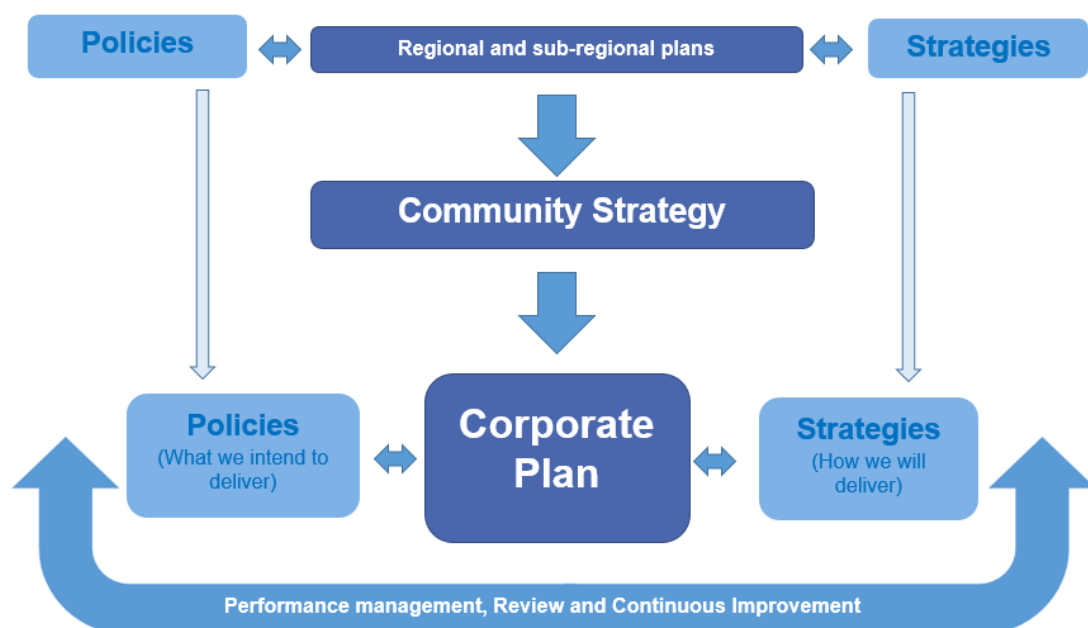 Policies
Regional and sub-regional plans
Strategies
Community Strategy
Policies
(What we intend to
deliver)
Corporate
Plan
Strategies
(How we will
deliver)
Performance management, Review and Continuous Improvement